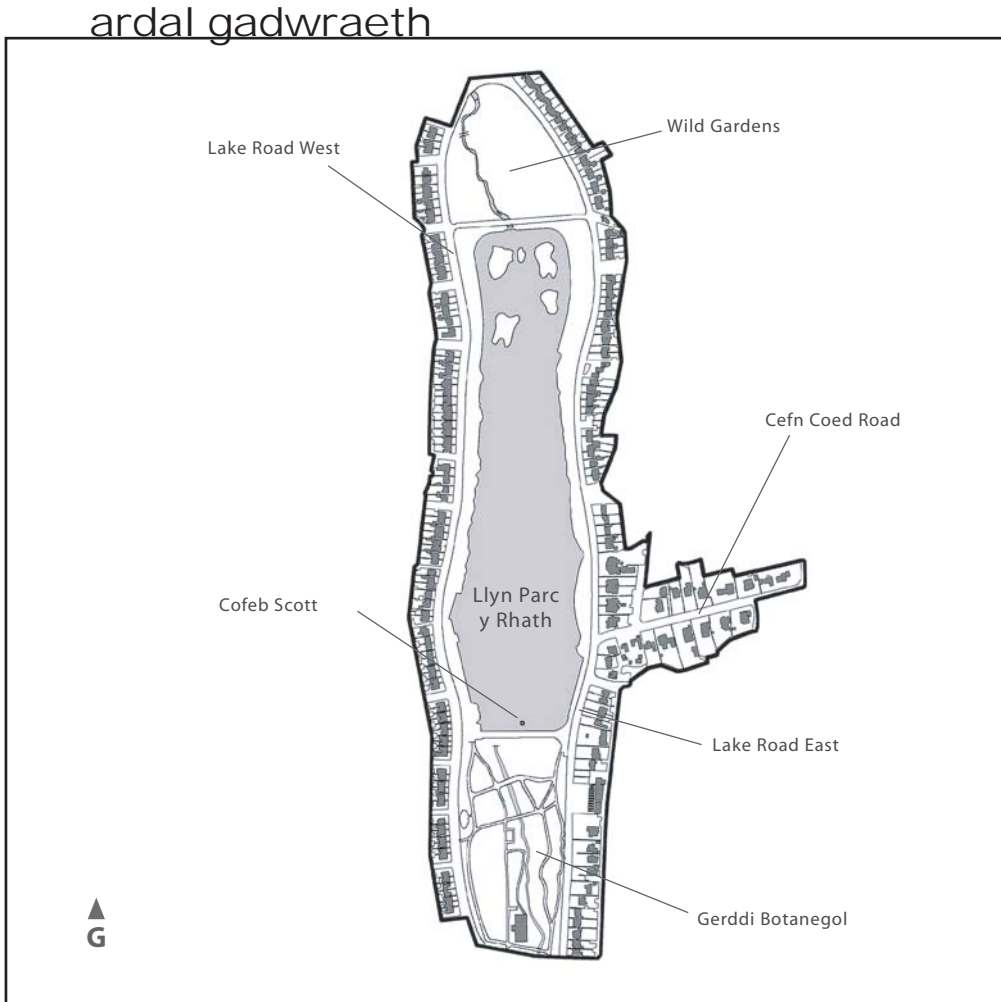 ardal gadwraeth
Wild Gardens
Lake Road West
Cefn Coed Road
Llyn Parc
y Rhath
Cofeb Scott
Lake Road East
Gerddi Botanegol
G